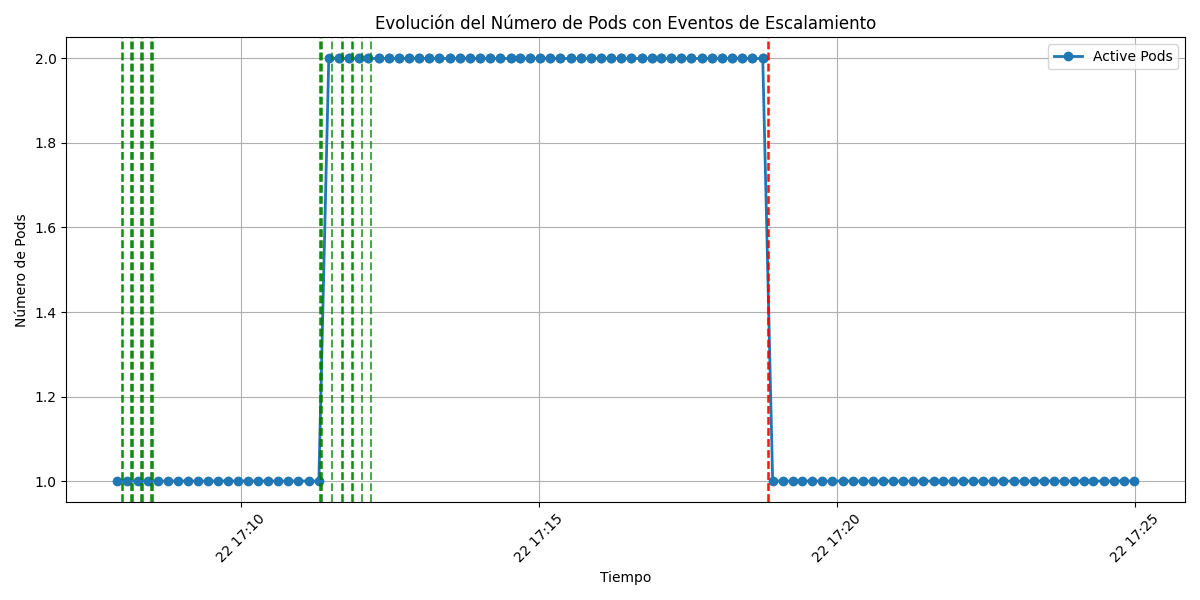 Evolución del Número de Pods con Eventos de Escalamiento
Active Pods
Número de Pods
2.0
1.8
1.6
1.4
1.2
1.0
22 17:10
22 17:15
22 17:20
22 17:25
Tiempo